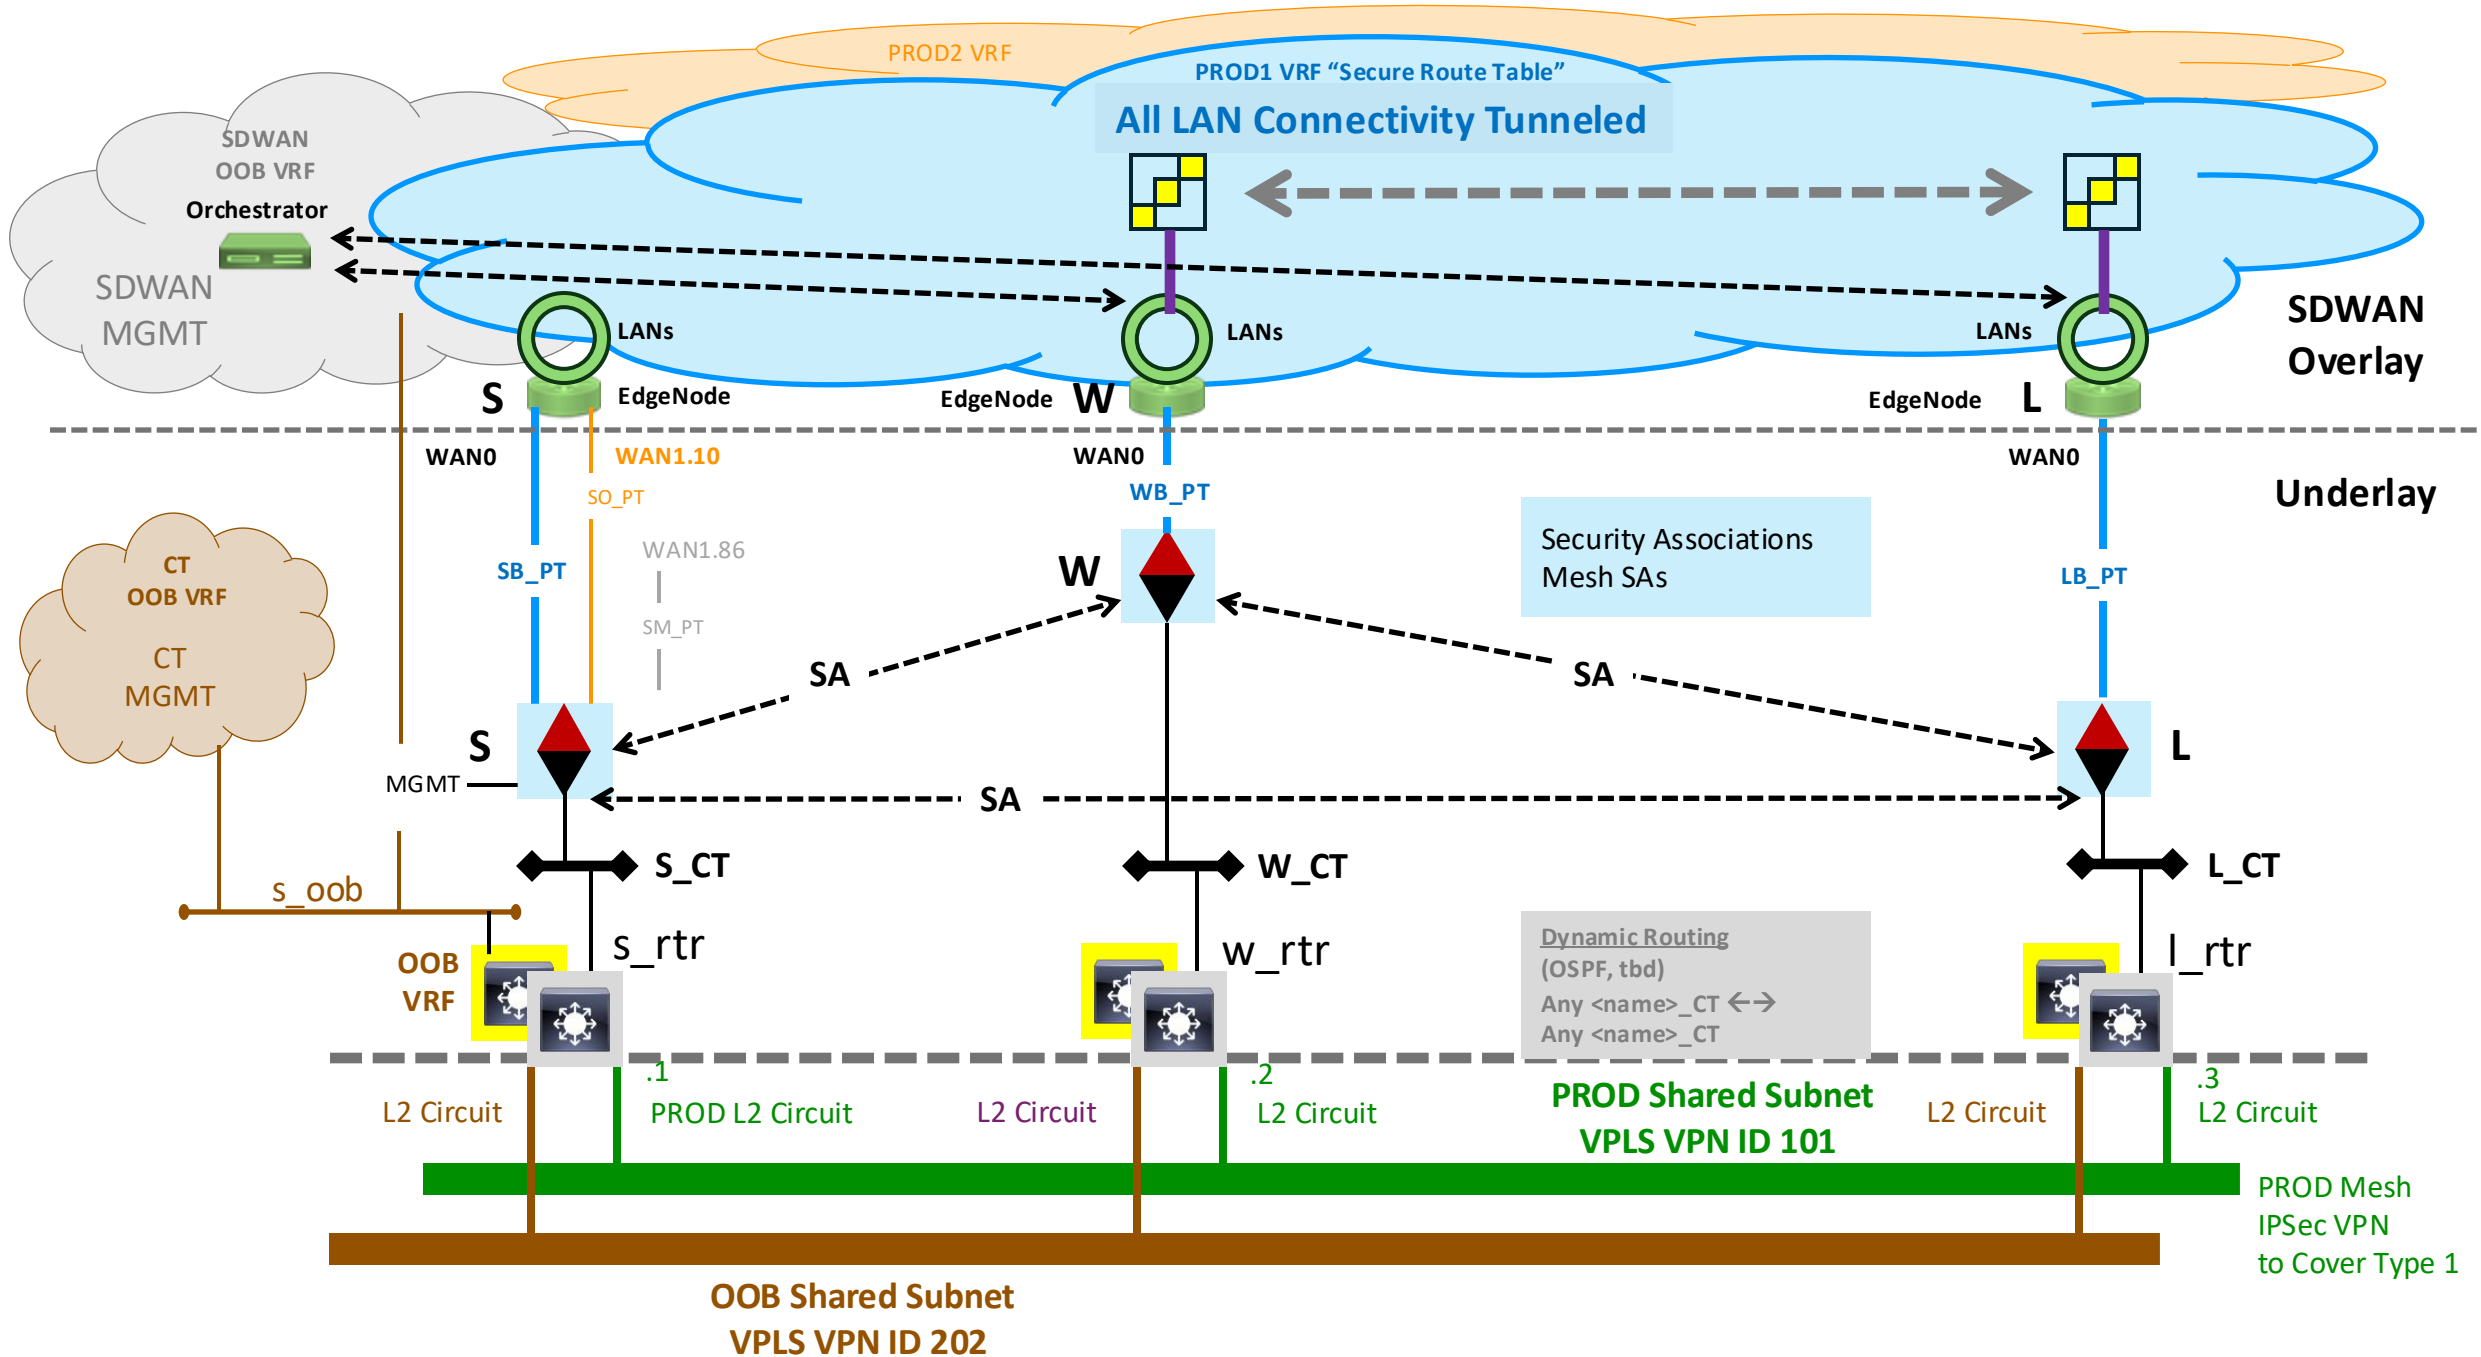 PROD2 VRF
PROD1 VRF “Secure Route Table”
All LAN Connectivity Tunneled
SDWAN
OOB VRF
Orchestrator
SDWAN
MGMT
LANs
LANs
LANs
SDWAN
Overlay
S
EdgeNode
EdgeNode
W
EdgeNode
L
WAN0
WAN1.10
WAN0
WAN0
Underlay
SO_PT
WB_PT
WAN1.86
SB_PT
SM_PT
W
Security Associations
Mesh SAs
LB_PT
CT
OOB VRF
CT
MGMT
SA
SA
S
L
MGMT
SA
S_CT
W_CT
L_CT
s_oob
OOB
VRF
s_rtr
w_rtr
l_rtr
Dynamic Routing
(OSPF, tbd)
Any <name>_CT ←→
Any <name>_CT
.1
.2
.3
L2 Circuit
PROD L2 Circuit
L2 Circuit
L2 Circuit
PROD Shared Subnet
VPLS VPN ID 101
L2 Circuit
L2 Circuit
PROD Mesh
IPSec VPN
to Cover Type 1
OOB Shared Subnet
VPLS VPN ID 202